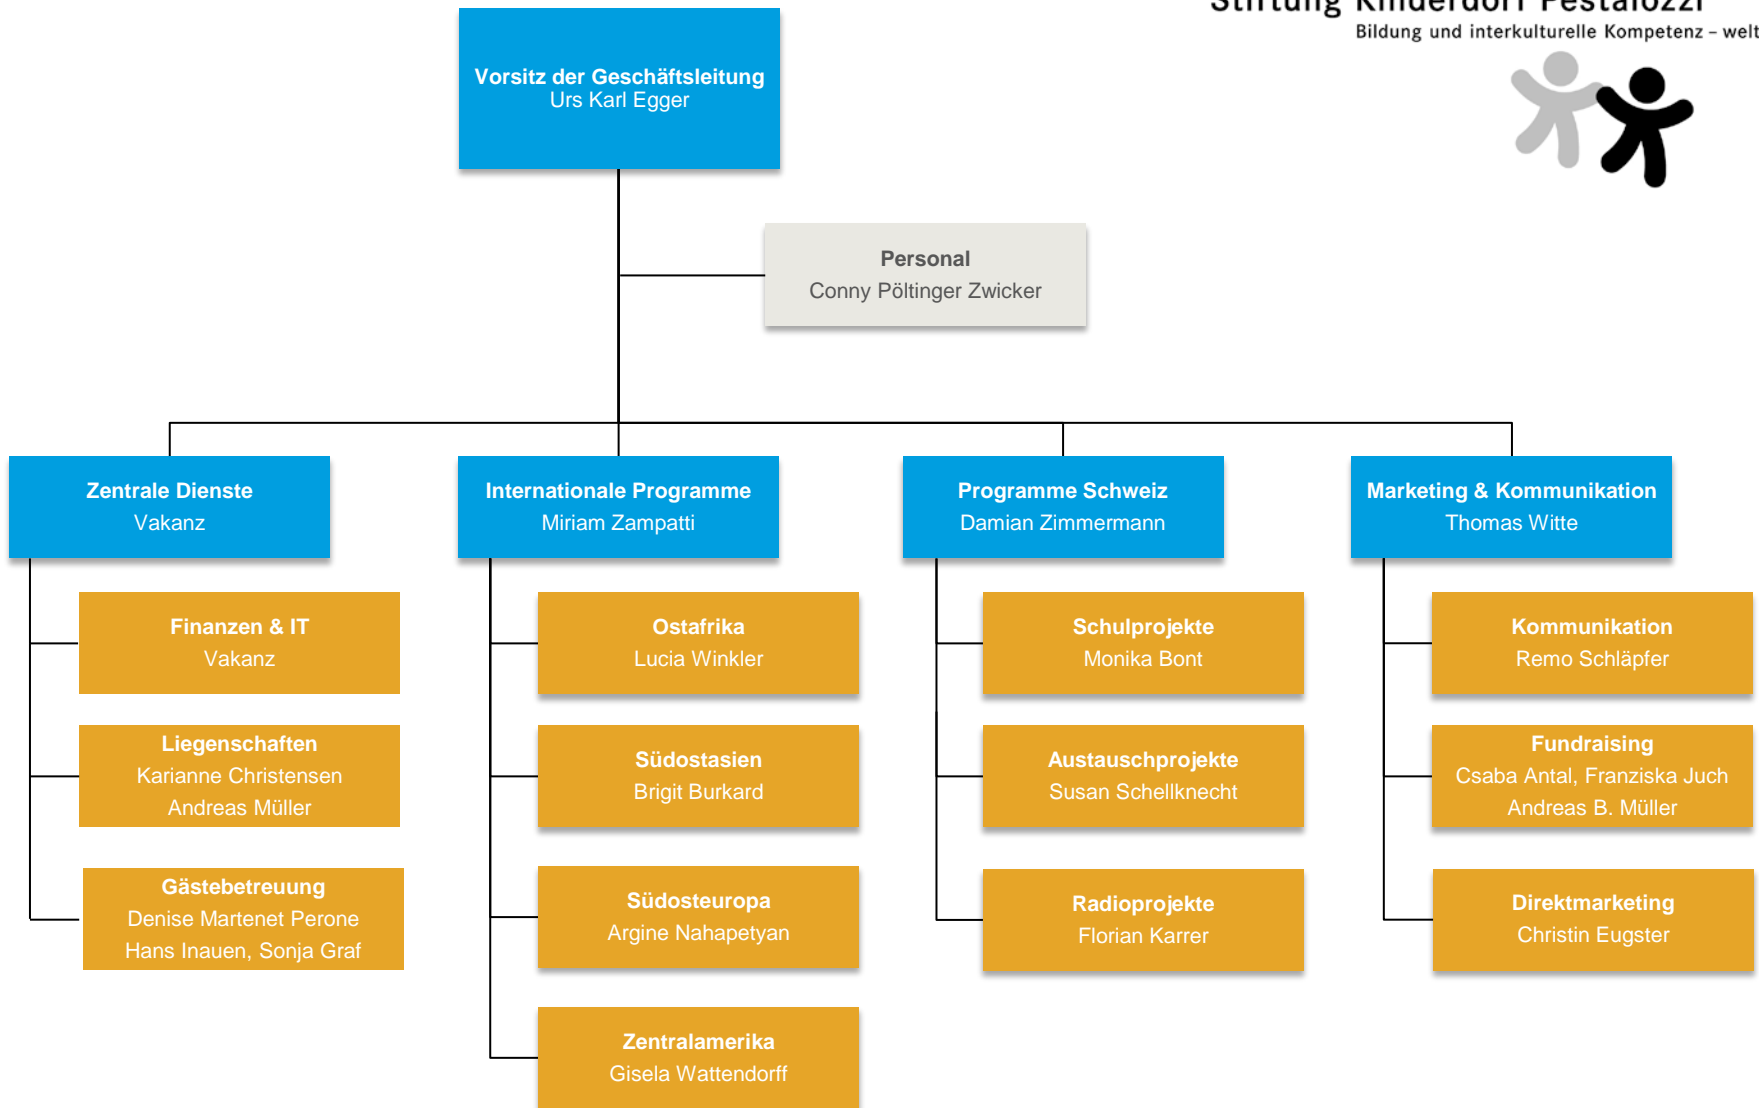 Stiftung Kinderdorf Pestalozzi
Bildung und interkulturelle Kompetenz – welt
Vorsitz der Geschäftsleitung
Urs Karl Egger
Personal
Conny Pöltinger Zwicker
Zentrale Dienste
Vakanz
Internationale Programme
Miriam Zampatti
Programme Schweiz
Damian Zimmermann
Marketing & Kommunikation
Thomas Witte
Finanzen & IT
Vakanz
Ostafrika
Lucia Winkler
Schulprojekte
Monika Bont
Kommunikation
Remo Schläpfer
Liegenschaften
Karianne Christensen
Andreas Müller
Südostasien
Brigit Burkard
Austauschprojekte
Susan Schellknecht
Fundraising
Csaba Antal, Franziska Juch
Andreas B. Müller
Gästebetreuung
Denise Martenet Perone
Hans Inauen, Sonja Graf
Südosteuropa
Argine Nahapetyan
Radioprojekte
Florian Karrer
Direktmarketing
Christin Eugster
Zentralamerika
Gisela Wattendorff